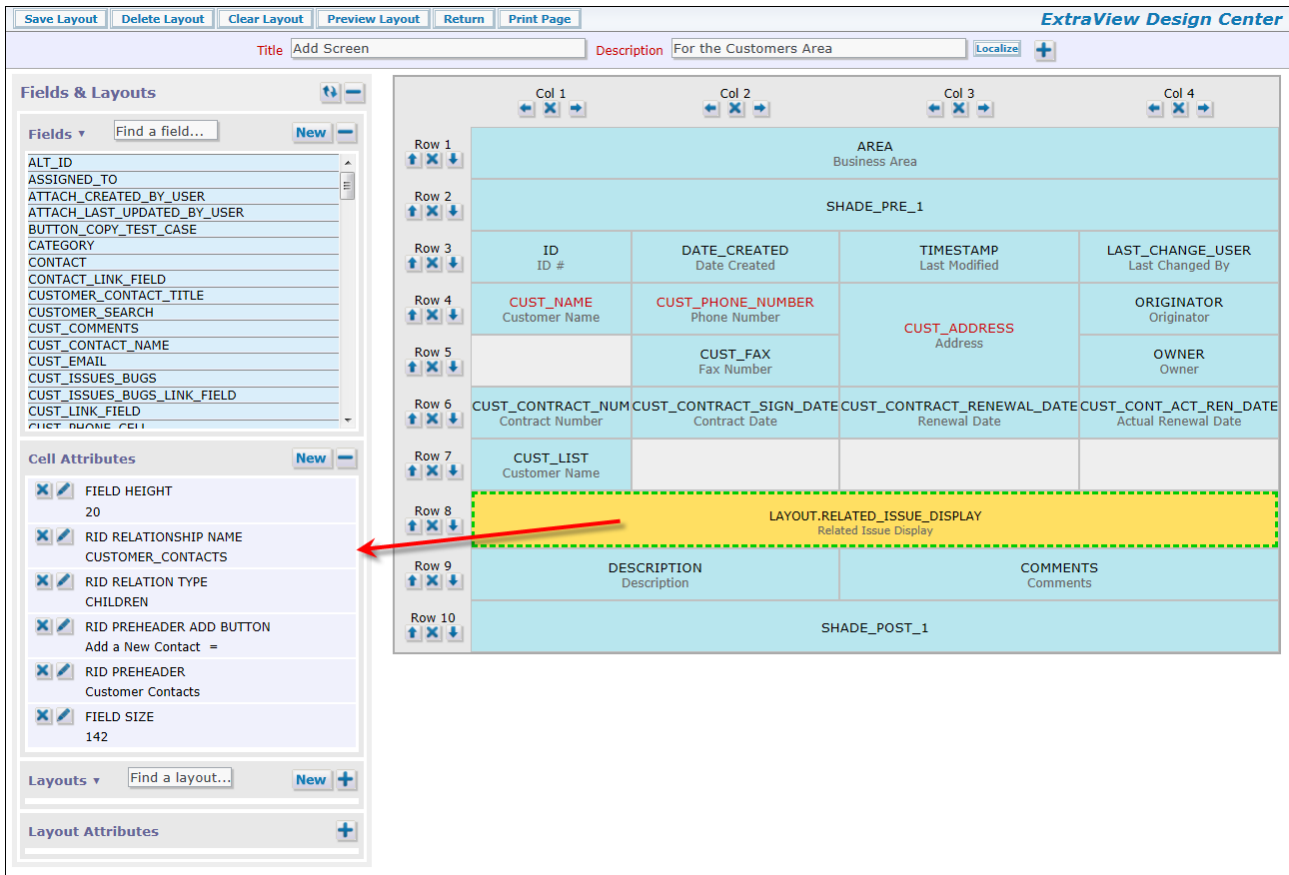 Save Layout Delete Layout Clear Layout Preview Layout Return Print Page ExtraView Design Center
Title Add Screen Description For the Customers Area Localize
Fields & Layouts
Fields Find a field... New
ALT_ID
ASSIGNED_TO
ATTACH_CREATED_BY_USER
ATTACH_LAST_UPDATED_BY_USER
BUTTON_COPY_TEST_CASE
CATEGORY
CONTACT
CONTACT_LINK_FIELD
CUSTOMER_CONTACT_TITLE
CUSTOMER_SEARCH
CUST_COMMENTS
CUST_CONTACT_NAME
CUST_EMAIL
CUST_ISSUES_BUGS
CUST_ISSUES_BUGS_LINK_FIELD
CUST_LINK_FIELD
CUST_PHONE_CELL
Cell Attributes New
FIELD HEIGHT
20
RID RELATIONSHIP NAME
CUSTOMER_CONTACTS
RID RELATION TYPE
CHILDREN
RID PREHEADER ADD BUTTON
Add a New Contact =
RID PREHEADER
Customer Contacts
FIELD SIZE
142
Layouts Find a layout... New
Layout Attributes
Col 1 Col 2 Col 3 Col 4
Row 1 AREA
Business Area
Row 2 SHADE_PRE_1
Row 3 ID DATE_CREATED TIMESTAMP LAST_CHANGE_USER
ID # Date Created Last Modified Last Changed By
Row 4 CUST_NAME CUST_PHONE_NUMBER ORIGINATOR
Customer Name Phone Number Originator
CUST_ADDRESS
Address
Row 5 CUST_FAX OWNER
Fax Number Owner
Row 6 CUST_CONTRACT_NUM CUST_CONTRACT_SIGN_DATE CUST_CONTRACT_RENEWAL_DATE CUST_CONT_ACT_REN_DATE
Contract Number Contract Date Renewal Date Actual Renewal Date
Row 7 CUST_LIST
Customer Name
Row 8 LAYOUT.RELATED_ISSUE_DISPLAY
Related Issue Display
Row 9 DESCRIPTION COMMENTS
Description Comments
Row 10 SHADE_POST_1